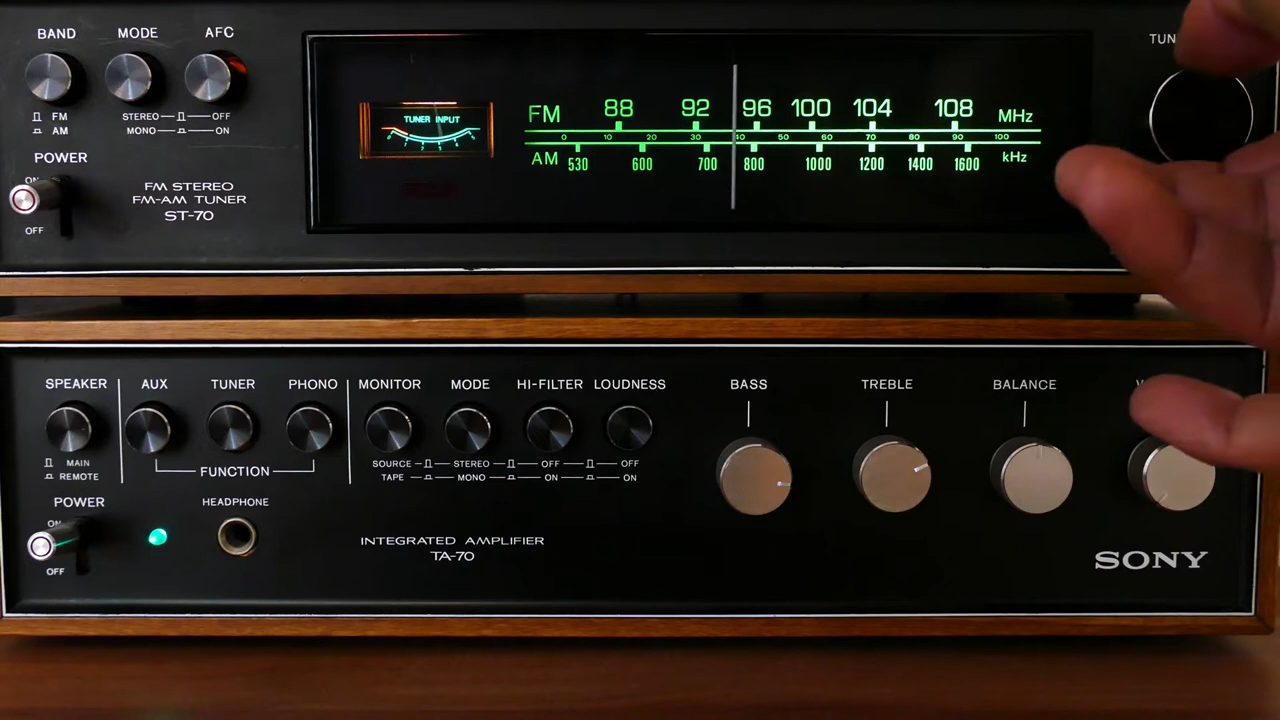 BAND MODE AFC
FM STEREO OFF
AM MONO ON
POWER
ON
OFF
FM STEREO
FM-AM TUNER
ST-70
TUNER INPUT
FM 88 92 96 100 104 108 MHz
0 10 20 30 40 50 60 70 80 90 100
AM 530 600 700 800 1000 1200 1400 1600 kHz
SPEAKER AUX TUNER PHONO MONITOR MODE HI-FILTER LOUDNESS BASS TREBLE BALANCE
MAIN SOURCE STEREO OFF OFF
REMOTE FUNCTION TAPE MONO ON ON
POWER HEADPHONE
ON
OFF
INTEGRATED AMPLIFIER
TA-70
SONY